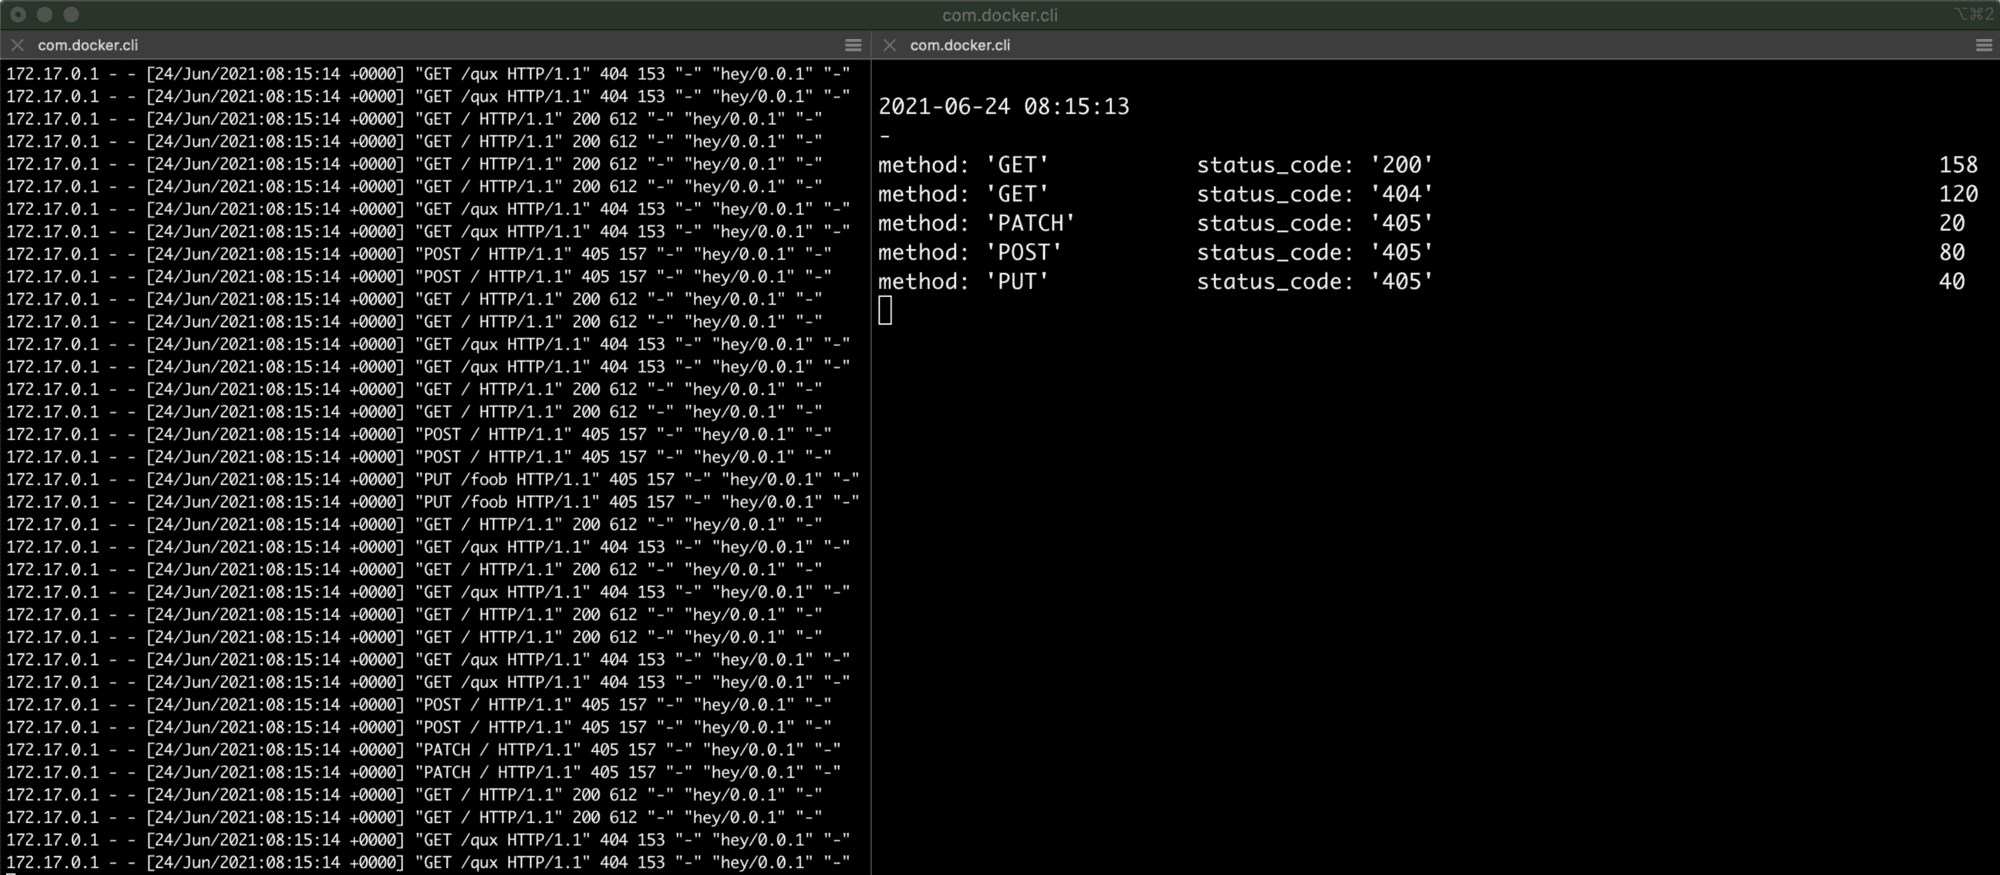 com.docker.cli ⌥⌘2
com.docker.cli
172.17.0.1 - - [24/Jun/2021:08:15:14 +0000] "GET /qux HTTP/1.1" 404 153 "-" "hey/0.0.1" "-"
172.17.0.1 - - [24/Jun/2021:08:15:14 +0000] "GET /qux HTTP/1.1" 404 153 "-" "hey/0.0.1" "-"
172.17.0.1 - - [24/Jun/2021:08:15:14 +0000] "GET / HTTP/1.1" 200 612 "-" "hey/0.0.1" "-"
172.17.0.1 - - [24/Jun/2021:08:15:14 +0000] "GET / HTTP/1.1" 200 612 "-" "hey/0.0.1" "-"
172.17.0.1 - - [24/Jun/2021:08:15:14 +0000] "GET / HTTP/1.1" 200 612 "-" "hey/0.0.1" "-"
172.17.0.1 - - [24/Jun/2021:08:15:14 +0000] "GET / HTTP/1.1" 200 612 "-" "hey/0.0.1" "-"
172.17.0.1 - - [24/Jun/2021:08:15:14 +0000] "GET /qux HTTP/1.1" 404 153 "-" "hey/0.0.1" "-"
172.17.0.1 - - [24/Jun/2021:08:15:14 +0000] "GET /qux HTTP/1.1" 404 153 "-" "hey/0.0.1" "-"
172.17.0.1 - - [24/Jun/2021:08:15:14 +0000] "POST / HTTP/1.1" 405 157 "-" "hey/0.0.1" "-"
172.17.0.1 - - [24/Jun/2021:08:15:14 +0000] "POST / HTTP/1.1" 405 157 "-" "hey/0.0.1" "-"
172.17.0.1 - - [24/Jun/2021:08:15:14 +0000] "GET / HTTP/1.1" 200 612 "-" "hey/0.0.1" "-"
172.17.0.1 - - [24/Jun/2021:08:15:14 +0000] "GET / HTTP/1.1" 200 612 "-" "hey/0.0.1" "-"
172.17.0.1 - - [24/Jun/2021:08:15:14 +0000] "GET /qux HTTP/1.1" 404 153 "-" "hey/0.0.1" "-"
172.17.0.1 - - [24/Jun/2021:08:15:14 +0000] "GET /qux HTTP/1.1" 404 153 "-" "hey/0.0.1" "-"
172.17.0.1 - - [24/Jun/2021:08:15:14 +0000] "GET / HTTP/1.1" 200 612 "-" "hey/0.0.1" "-"
172.17.0.1 - - [24/Jun/2021:08:15:14 +0000] "GET / HTTP/1.1" 200 612 "-" "hey/0.0.1" "-"
172.17.0.1 - - [24/Jun/2021:08:15:14 +0000] "POST / HTTP/1.1" 405 157 "-" "hey/0.0.1" "-"
172.17.0.1 - - [24/Jun/2021:08:15:14 +0000] "POST / HTTP/1.1" 405 157 "-" "hey/0.0.1" "-"
172.17.0.1 - - [24/Jun/2021:08:15:14 +0000] "PUT /foob HTTP/1.1" 405 157 "-" "hey/0.0.1" "-"
172.17.0.1 - - [24/Jun/2021:08:15:14 +0000] "PUT /foob HTTP/1.1" 405 157 "-" "hey/0.0.1" "-"
172.17.0.1 - - [24/Jun/2021:08:15:14 +0000] "GET / HTTP/1.1" 200 612 "-" "hey/0.0.1" "-"
172.17.0.1 - - [24/Jun/2021:08:15:14 +0000] "GET /qux HTTP/1.1" 404 153 "-" "hey/0.0.1" "-"
172.17.0.1 - - [24/Jun/2021:08:15:14 +0000] "GET / HTTP/1.1" 200 612 "-" "hey/0.0.1" "-"
172.17.0.1 - - [24/Jun/2021:08:15:14 +0000] "GET /qux HTTP/1.1" 404 153 "-" "hey/0.0.1" "-"
172.17.0.1 - - [24/Jun/2021:08:15:14 +0000] "GET / HTTP/1.1" 200 612 "-" "hey/0.0.1" "-"
172.17.0.1 - - [24/Jun/2021:08:15:14 +0000] "GET / HTTP/1.1" 200 612 "-" "hey/0.0.1" "-"
172.17.0.1 - - [24/Jun/2021:08:15:14 +0000] "GET /qux HTTP/1.1" 404 153 "-" "hey/0.0.1" "-"
172.17.0.1 - - [24/Jun/2021:08:15:14 +0000] "GET /qux HTTP/1.1" 404 153 "-" "hey/0.0.1" "-"
172.17.0.1 - - [24/Jun/2021:08:15:14 +0000] "POST / HTTP/1.1" 405 157 "-" "hey/0.0.1" "-"
172.17.0.1 - - [24/Jun/2021:08:15:14 +0000] "POST / HTTP/1.1" 405 157 "-" "hey/0.0.1" "-"
172.17.0.1 - - [24/Jun/2021:08:15:14 +0000] "PATCH / HTTP/1.1" 405 157 "-" "hey/0.0.1" "-"
172.17.0.1 - - [24/Jun/2021:08:15:14 +0000] "PATCH / HTTP/1.1" 405 157 "-" "hey/0.0.1" "-"
172.17.0.1 - - [24/Jun/2021:08:15:14 +0000] "GET / HTTP/1.1" 200 612 "-" "hey/0.0.1" "-"
172.17.0.1 - - [24/Jun/2021:08:15:14 +0000] "GET / HTTP/1.1" 200 612 "-" "hey/0.0.1" "-"
172.17.0.1 - - [24/Jun/2021:08:15:14 +0000] "GET /qux HTTP/1.1" 404 153 "-" "hey/0.0.1" "-"
172.17.0.1 - - [24/Jun/2021:08:15:14 +0000] "GET /qux HTTP/1.1" 404 153 "-" "hey/0.0.1" "-"
com.docker.cli
2021-06-24 08:15:13
-
method: 'GET' status_code: '200' 158
method: 'GET' status_code: '404' 120
method: 'PATCH' status_code: '405' 20
method: 'POST' status_code: '405' 80
method: 'PUT' status_code: '405' 40